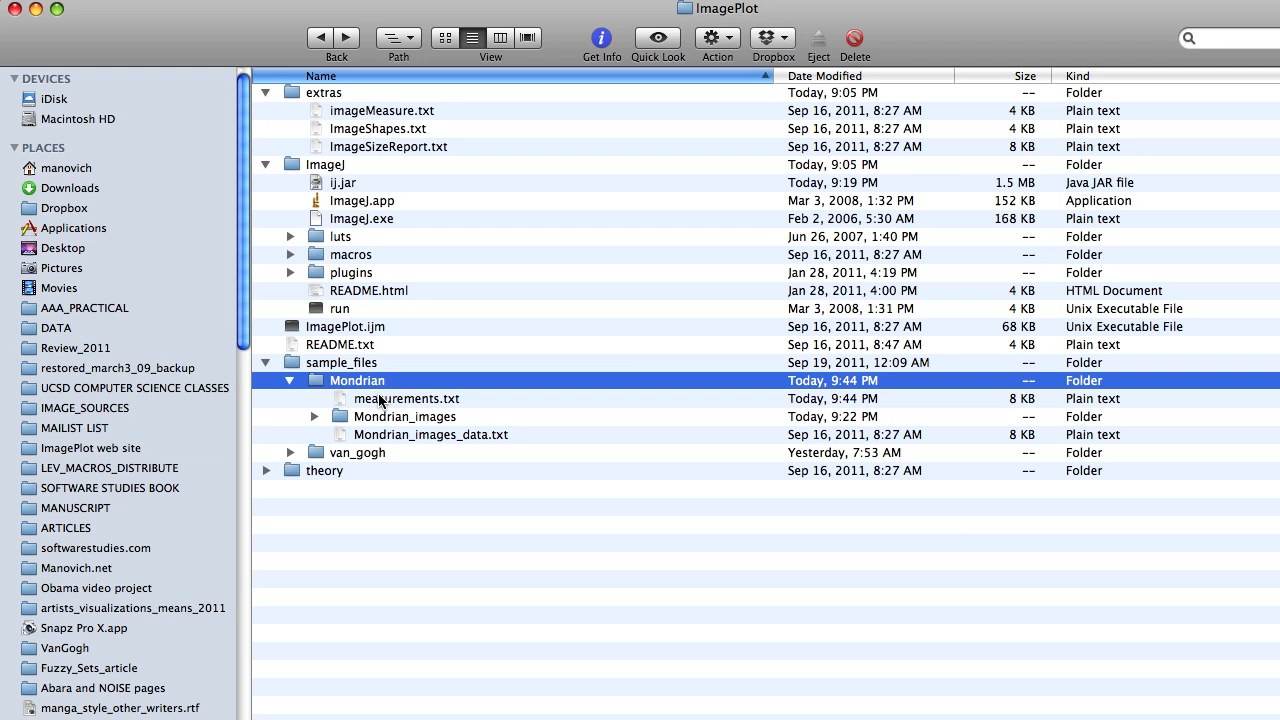 ImagePlot
Back
Path
View
Get Info
Quick Look
Action
Dropbox
Eject
Delete
DEVICES
iDisk
Macintosh HD
PLACES
manovich
Downloads
Dropbox
Applications
Desktop
Pictures
Movies
AAA_PRACTICAL
DATA
Review_2011
restored_march3_09_backup
UCSD COMPUTER SCIENCE CLASSES
IMAGE_SOURCES
MAILIST LIST
ImagePlot web site
LEV_MACROS_DISTRIBUTE
SOFTWARE STUDIES BOOK
MANUSCRIPT
ARTICLES
softwarestudies.com
Manovich.net
Obama video project
artists_visualizations_means_2011
Snapz Pro X.app
VanGogh
Fuzzy_Sets_article
Abara and NOISE pages
manga_style_other_writers.rtf
Name Date Modified Size Kind
extras Today, 9:05 PM -- Folder
imageMeasure.txt Sep 16, 2011, 8:27 AM 4 KB Plain text
ImageShapes.txt Sep 16, 2011, 8:27 AM 4 KB Plain text
ImageSizeReport.txt Sep 16, 2011, 8:27 AM 8 KB Plain text
ImageJ Today, 9:05 PM -- Folder
ij.jar Today, 9:19 PM 1.5 MB Java JAR file
ImageJ.app Mar 3, 2008, 1:32 PM 152 KB Application
ImageJ.exe Feb 2, 2006, 5:30 AM 168 KB Plain text
luts Jun 26, 2007, 1:40 PM -- Folder
macros Sep 16, 2011, 8:27 AM -- Folder
plugins Jan 28, 2011, 4:19 PM -- Folder
README.html Jan 28, 2011, 4:00 PM 4 KB HTML Document
run Mar 3, 2008, 1:31 PM 4 KB Unix Executable File
ImagePlot.ijm Sep 16, 2011, 8:27 AM 68 KB Unix Executable File
README.txt Sep 16, 2011, 8:47 AM 4 KB Plain text
sample_files Sep 19, 2011, 12:09 AM -- Folder
Mondrian Today, 9:44 PM -- Folder
measurements.txt Today, 9:44 PM 8 KB Plain text
Mondrian_images Today, 9:22 PM -- Folder
Mondrian_images_data.txt Sep 16, 2011, 8:27 AM 8 KB Plain text
van_gogh Yesterday, 7:53 AM -- Folder
theory Sep 16, 2011, 8:27 AM -- Folder